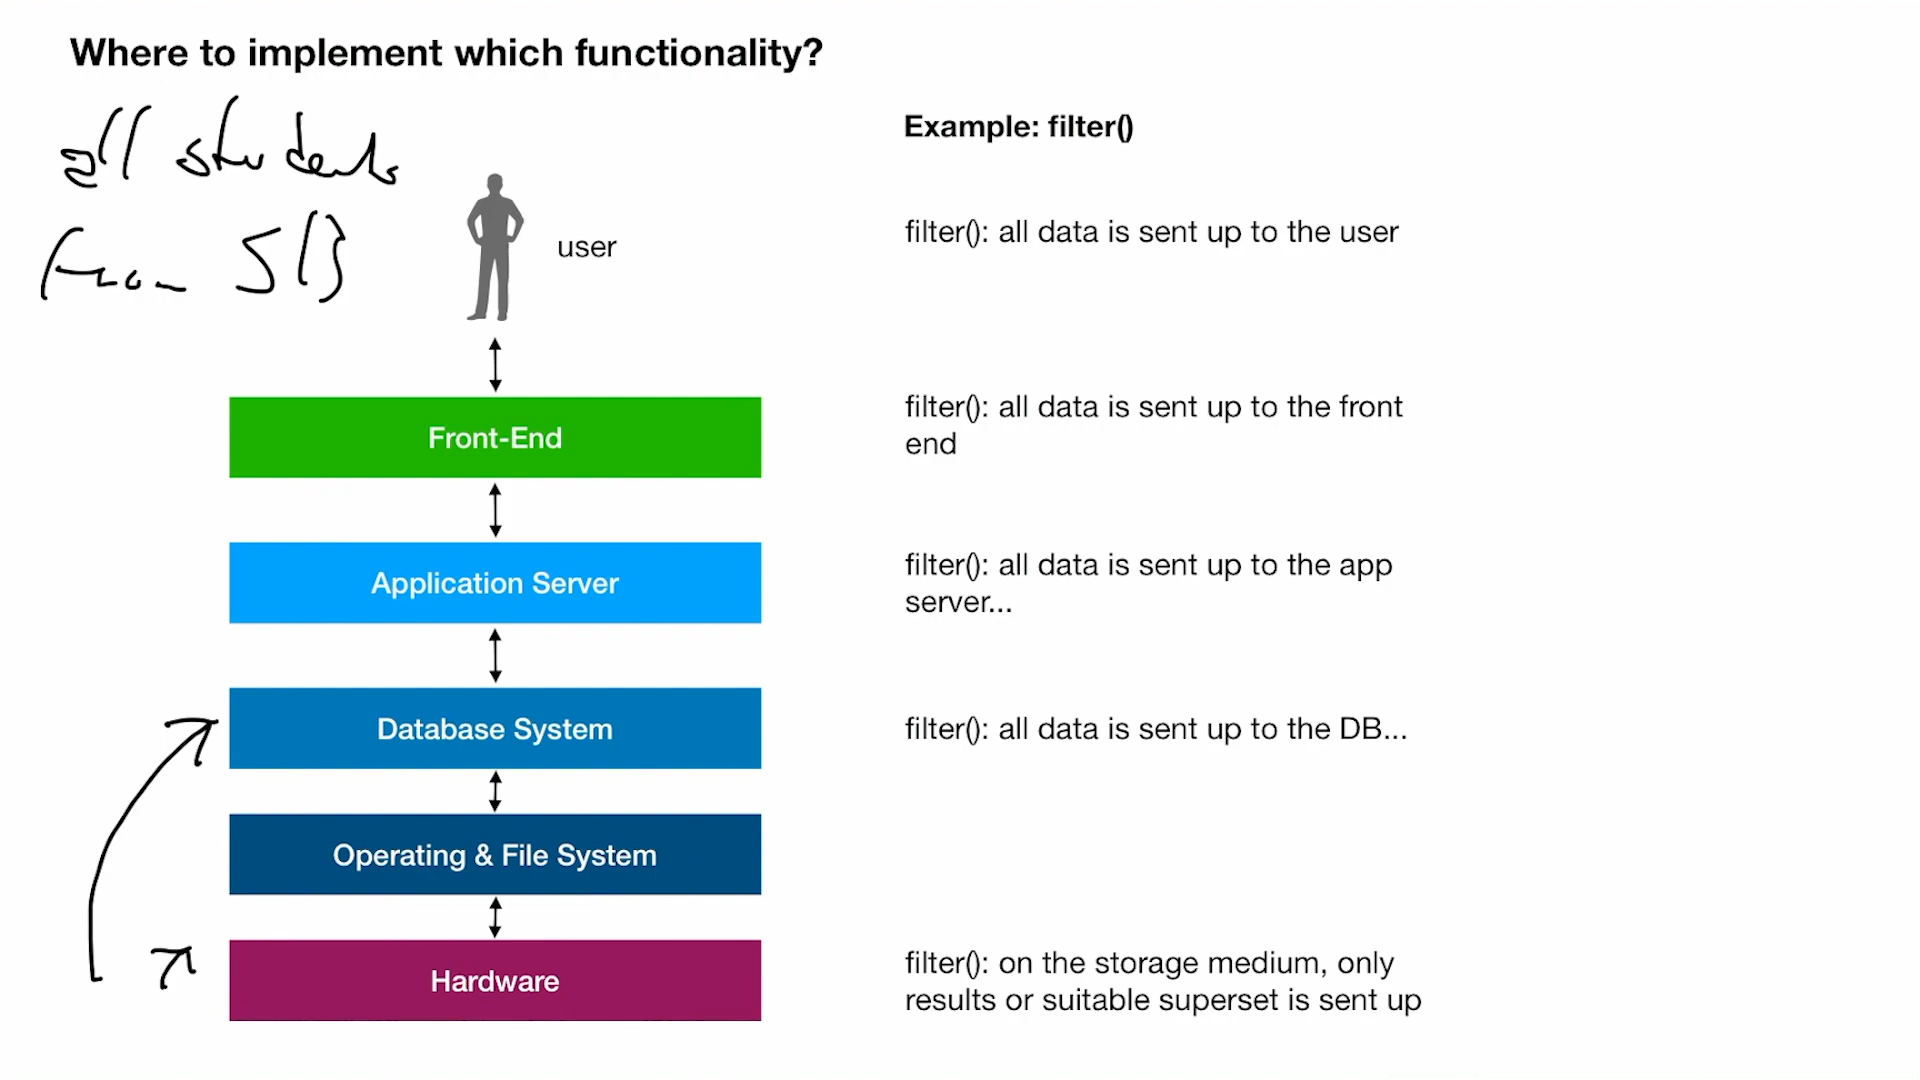 Where to implement which functionality?
all students
from SB
Example: filter()
user
filter(): all data is sent up to the user
Front-End
filter(): all data is sent up to the front
end
Application Server
filter(): all data is sent up to the app
server...
Database System
filter(): all data is sent up to the DB...
Operating & File System
Hardware
filter(): on the storage medium, only
results or suitable superset is sent up